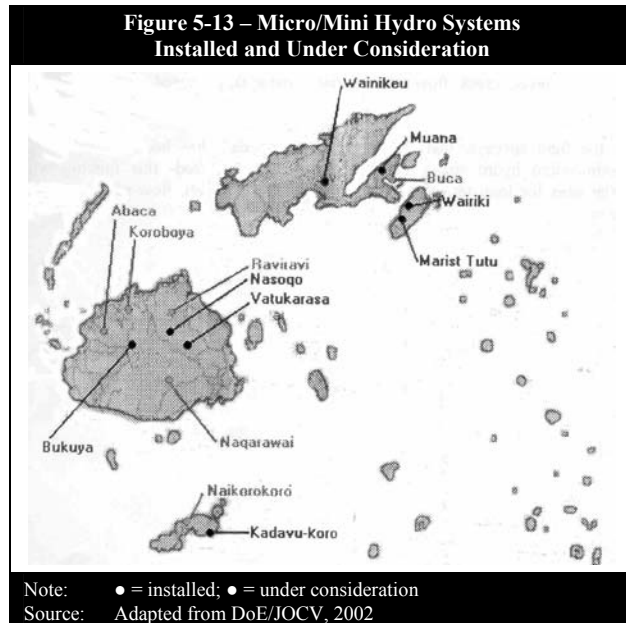 Figure 5-13 – Micro/Mini Hydro Systems
Installed and Under Consideration
Wainikeu
Muana
Buca
Wairiki
Marist Tutu
Abaca
Koroboya
Raviravi
Nasoqo
Vatukarasa
Bukuya
Naqarawai
Naikorokoro
Kadavu-koro
Note: ● = installed; ● = under consideration
Source: Adapted from DoE/JOCV, 2002